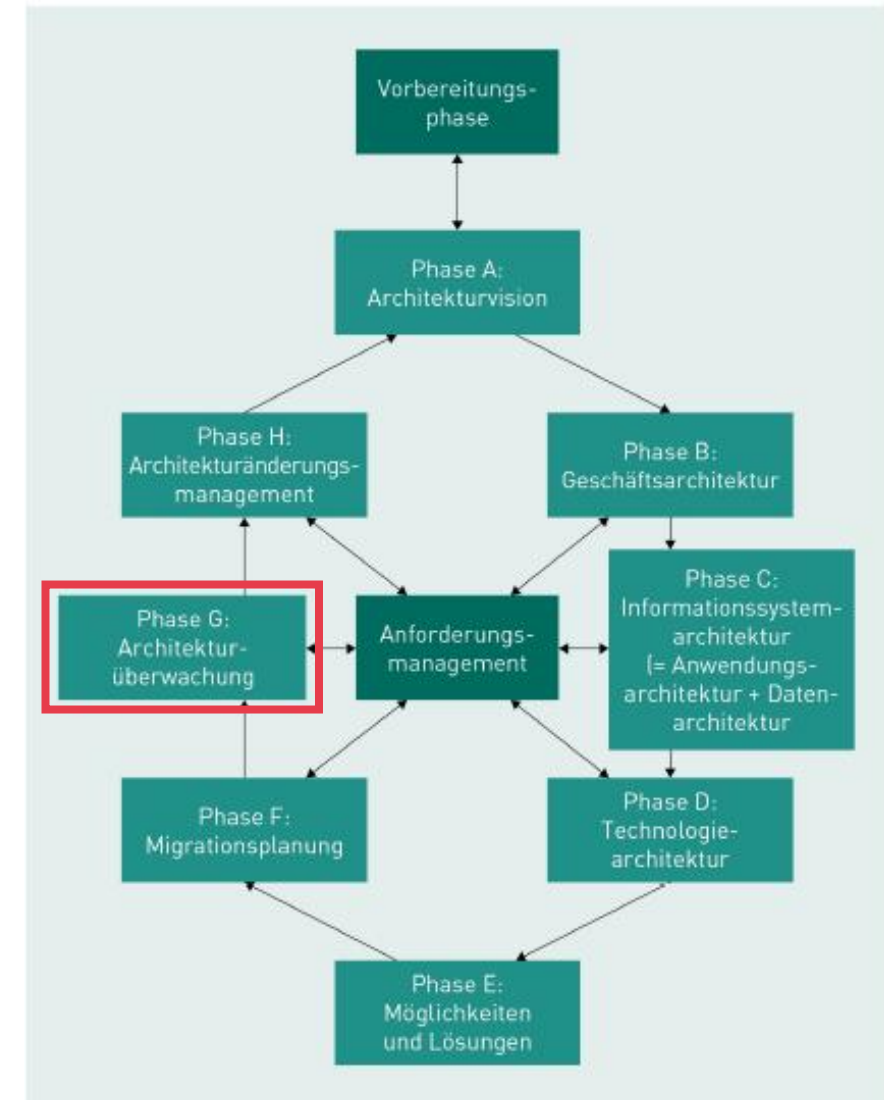 Vorbereitungs-
phase
Phase A:
Architekturvision
Phase H:
Architekturänderungs-
management
Phase B:
Geschäftsarchitektur
Phase G:
Architektur-
überwachung
Anforderungs-
management
Phase C:
Informationssystem-
architektur
(= Anwendungs-
architektur + Daten-
architektur
Phase F:
Migrationsplanung
Phase D:
Technologie-
architektur
Phase E:
Möglichkeiten
und Lösungen